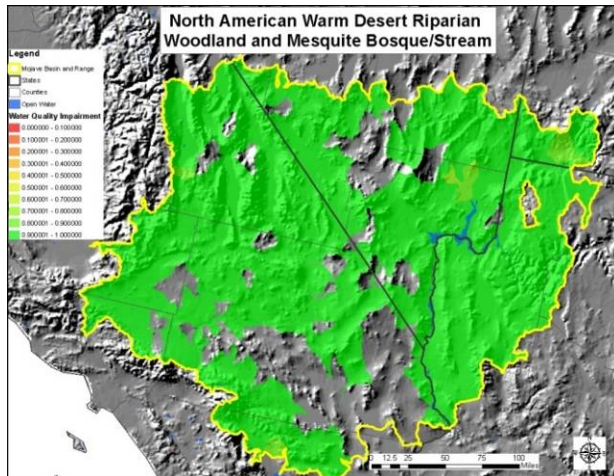 North American Warm Desert Riparian
Woodland and Mesquite Bosque/Stream
Legend
Mojave Basin and Range
States
Counties
Open Water
Water Quality Impairment
0.000000 - 0.100000
0.100001 - 0.200000
0.200001 - 0.300000
0.300001 - 0.400000
0.400001 - 0.500000
0.500001 - 0.600000
0.600001 - 0.700000
0.700001 - 0.800000
0.800001 - 0.900000
0.900001 - 1.000000
0 12.5 25 50 75 100
Miles